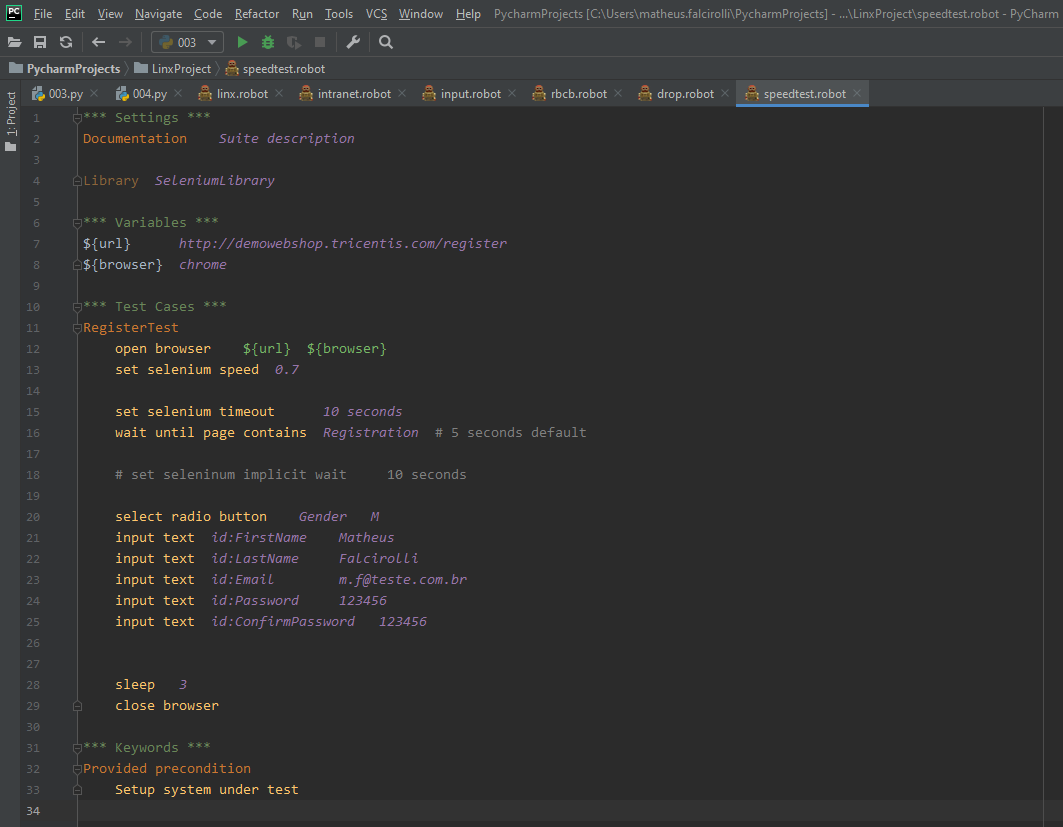 PC File Edit View Navigate Code Refactor Run Tools VCS Window Help PycharmProjects [C:\Users\matheus.falcirolli\PycharmProjects] - ...\LinxProject\speedtest.robot - PyCharm
003
PycharmProjects LinxProject speedtest.robot
1: Project
003.py 004.py linx.robot intranet.robot input.robot rbcb.robot drop.robot speedtest.robot
1 *** Settings ***
2 Documentation    Suite description
3
4 Library  SeleniumLibrary
5
6 *** Variables ***
7 ${url}      http://demowebshop.tricentis.com/register
8 ${browser}  chrome
9
10 *** Test Cases ***
11 RegisterTest
12     open browser    ${url}  ${browser}
13     set selenium speed  0.7
14
15     set selenium timeout      10 seconds
16     wait until page contains  Registration  # 5 seconds default
17
18     # set seleninum implicit wait     10 seconds
19
20     select radio button    Gender   M
21     input text  id:FirstName    Matheus
22     input text  id:LastName     Falcirolli
23     input text  id:Email        m.f@teste.com.br
24     input text  id:Password     123456
25     input text  id:ConfirmPassword   123456
26
27
28     sleep   3
29     close browser
30
31 *** Keywords ***
32 Provided precondition
33     Setup system under test
34